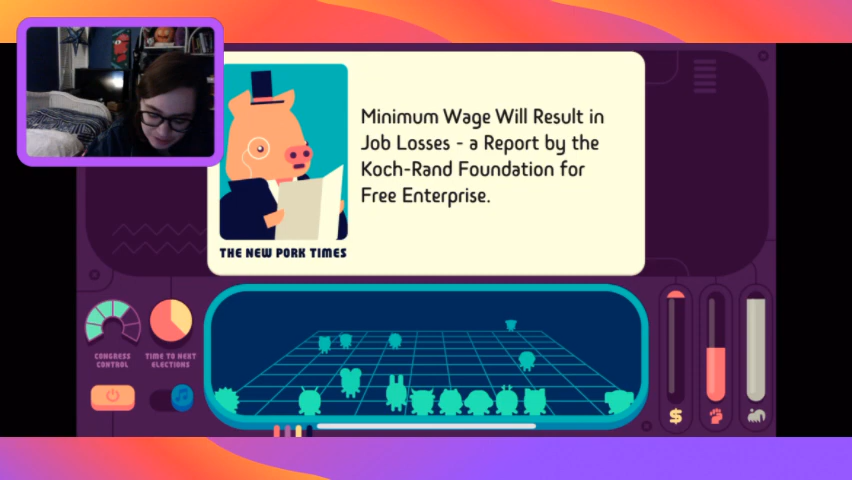 Minimum Wage Will Result in
Job Losses - a Report by the
Koch-Rand Foundation for
Free Enterprise.
THE NEW PORK TIMES
CONGRESS
CONTROL
TIME TO NEXT
ELECTIONS
$